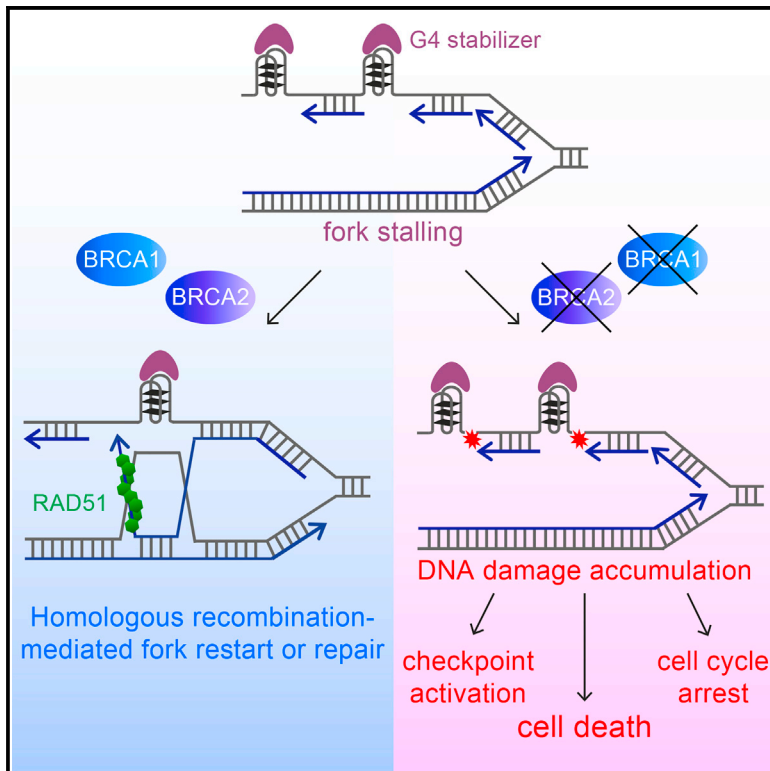 G4 stabilizer
fork stalling
BRCA1
BRCA2
BRCA1
BRCA2
RAD51
Homologous recombination-
mediated fork restart or repair
DNA damage accumulation
checkpoint
activation
cell death
cell cycle
arrest